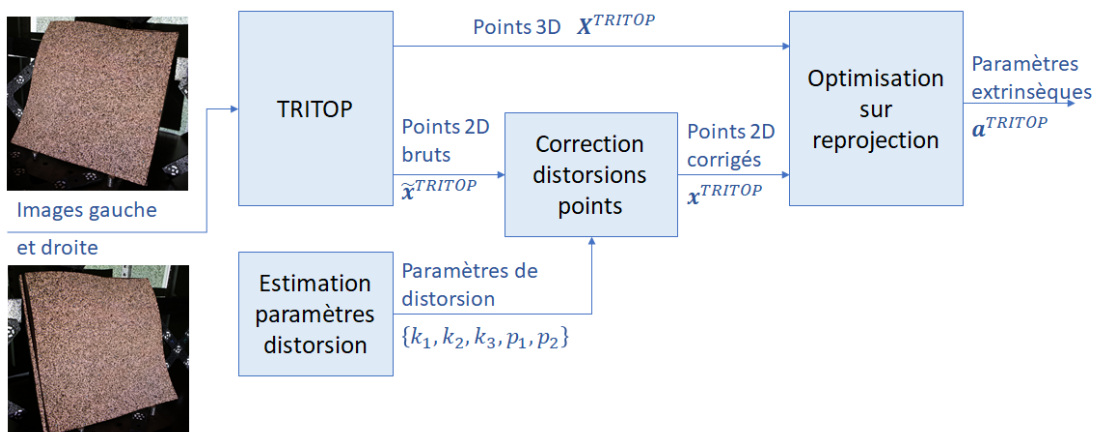 Images gauche
et droite
TRITOP
Points 3D X^TRITOP
Points 2D
bruts
x̃^TRITOP
Correction
distorsions
points
Points 2D
corrigés
x^TRITOP
Optimisation
sur
reprojection
Paramètres
extrinsèques
a^TRITOP
Estimation
paramètres
distorsion
Paramètres de
distorsion
{k₁, k₂, k₃, p₁, p₂}